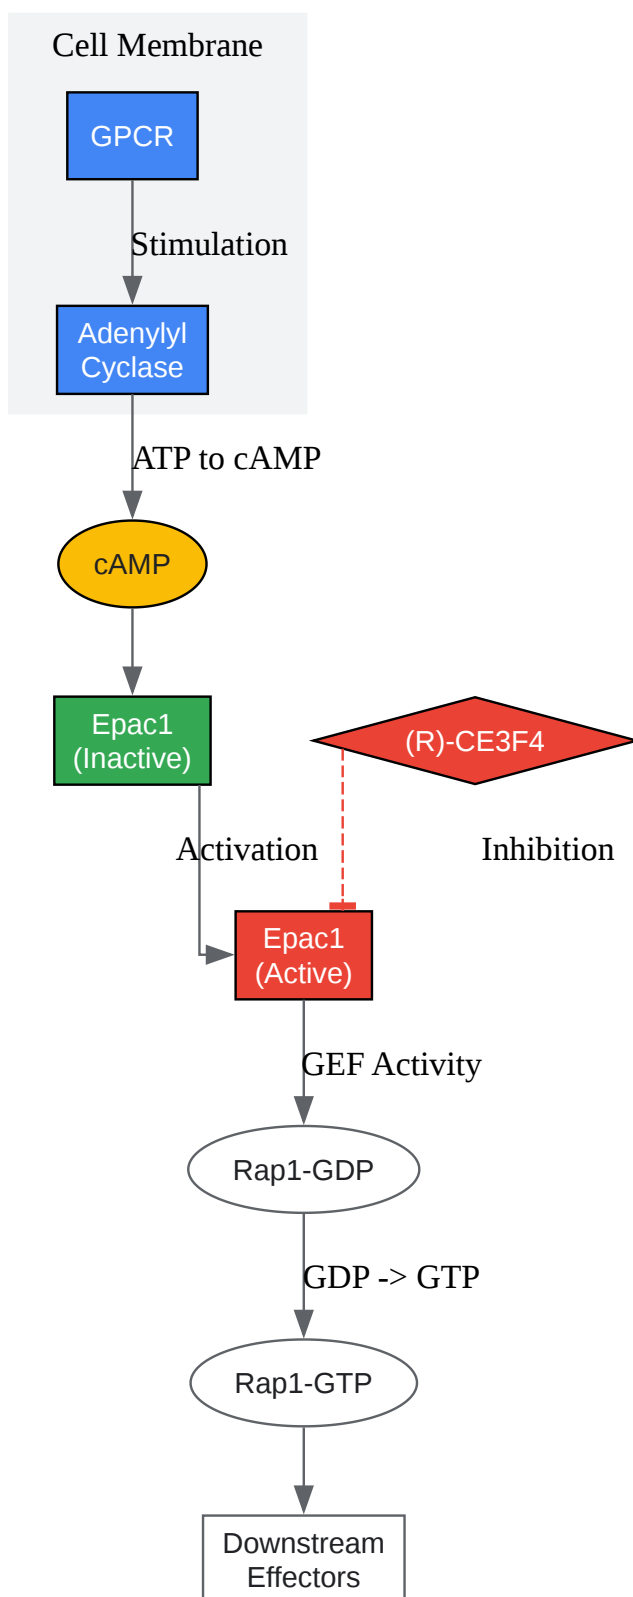 Cell Membrane
GPCR
Stimulation
Adenylyl
Cyclase
ATP to cAMP
cAMP
Epac1
(Inactive)
(R)-CE3F4
Activation
Inhibition
Epac1
(Active)
GEF Activity
Rap1-GDP
GDP -> GTP
Rap1-GTP
Downstream
Effectors